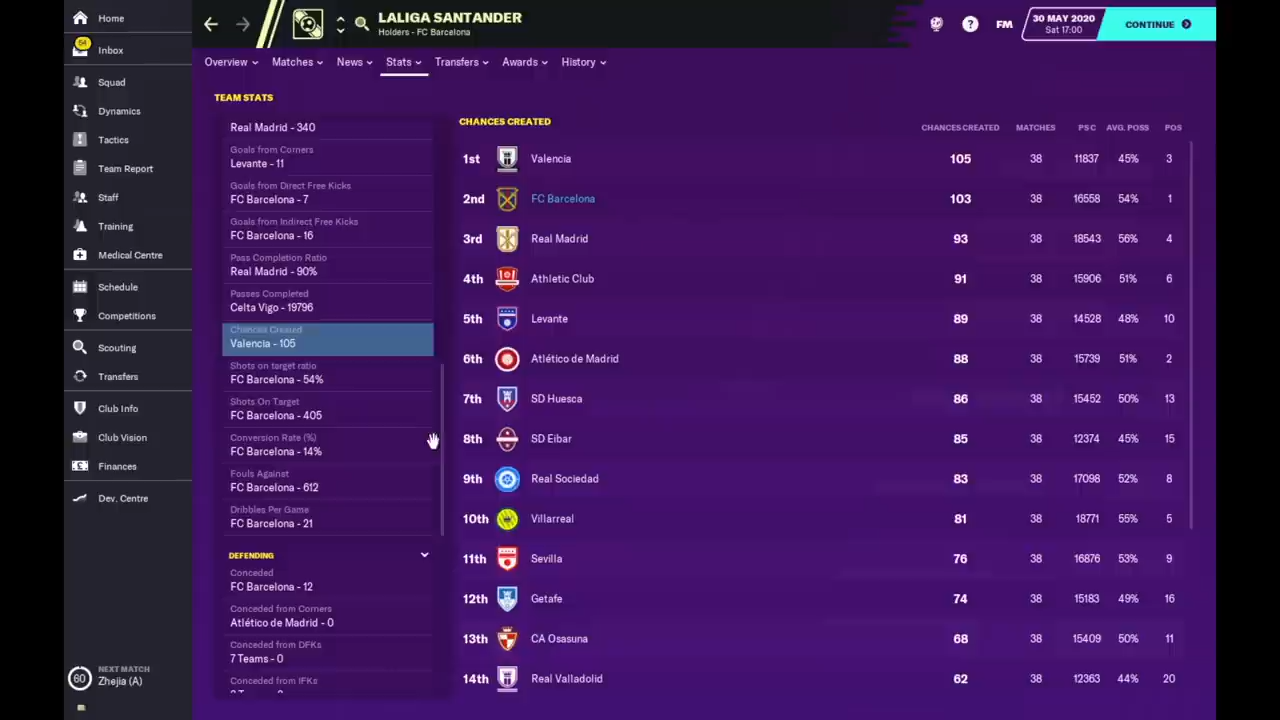 Home
LALIGA SANTANDER
Holders - FC Barcelona
FM
30 MAY 2020
Sat 17:00
CONTINUE
64
Inbox
Squad
Dynamics
Tactics
Team Report
Staff
Training
Medical Centre
Schedule
Competitions
Scouting
Transfers
Club Info
Club Vision
Finances
Dev. Centre
60
NEXT MATCH
Zhejia (A)
Overview
Matches
News
Stats
Transfers
Awards
History
TEAM STATS
Real Madrid - 340
Goals from Corners
Levante - 11
Goals from Direct Free Kicks
FC Barcelona - 7
Goals from Indirect Free Kicks
FC Barcelona - 16
Pass Completion Ratio
Real Madrid - 90%
Passes Completed
Celta Vigo - 19796
Chances Created
Valencia - 105
Shots on target ratio
FC Barcelona - 54%
Shots On Target
FC Barcelona - 405
Conversion Rate (%)
FC Barcelona - 14%
Fouls Against
FC Barcelona - 612
Dribbles Per Game
FC Barcelona - 21
DEFENDING
Conceded
FC Barcelona - 12
Conceded from Corners
Atlético de Madrid - 0
Conceded from DFKs
7 Teams - 0
Conceded from IFKs
CHANCES CREATED
CHANCES CREATED MATCHES PS C AVG. POSS POS
1st Valencia 105 38 11837 45% 3
2nd FC Barcelona 103 38 16558 54% 1
3rd Real Madrid 93 38 18543 56% 4
4th Athletic Club 91 38 15906 51% 6
5th Levante 89 38 14528 48% 10
6th Atlético de Madrid 88 38 15739 51% 2
7th SD Huesca 86 38 15452 50% 13
8th SD Eibar 85 38 12374 45% 15
9th Real Sociedad 83 38 17098 52% 8
10th Villarreal 81 38 18771 55% 5
11th Sevilla 76 38 16876 53% 9
12th Getafe 74 38 15183 49% 16
13th CA Osasuna 68 38 15409 50% 11
14th Real Valladolid 62 38 12363 44% 20